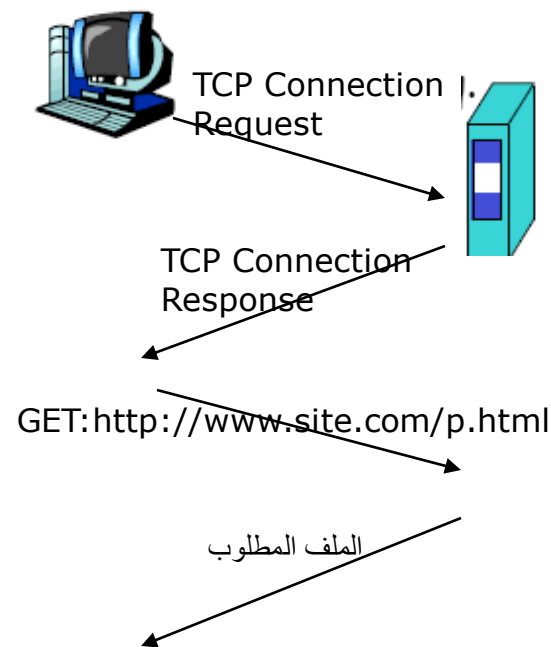 TCP Connection
Request
TCP Connection
Response
GET:http://www.site.com/p.html
الملف المطلوب